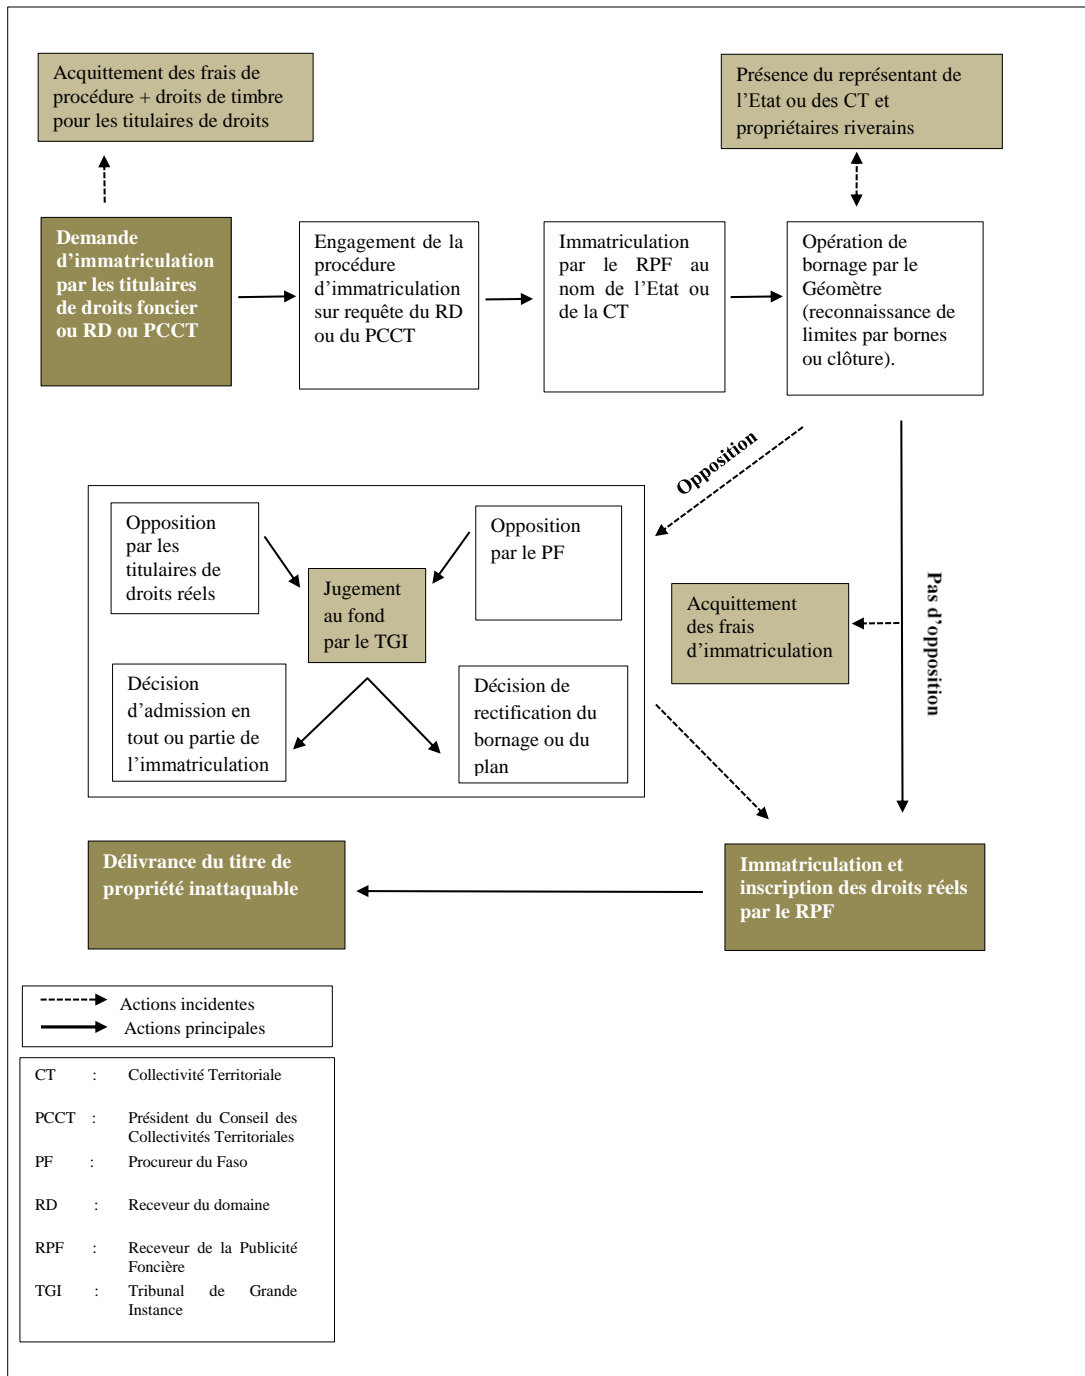 Acquittement des frais de
procédure + droits de timbre
pour les titulaires de droits
Présence du représentant de
l’Etat ou des CT et
propriétaires riverains
Demande
d’immatriculation
par les titulaires
de droits foncier
ou RD ou PCCT
Engagement de la
procédure
d’immatriculation
sur requête du RD
ou du PCCT
Immatriculation
par le RPF au
nom de l’Etat ou
de la CT
Opération de
bornage par le
Géomètre
(reconnaissance de
limites par bornes
ou clôture).
Opposition
Pas d’opposition
Opposition
par les
titulaires de
droits réels
Opposition
par le PF
Jugement
au fond
par le TGI
Acquittement
des frais
d’immatriculation
Décision
d’admission en
tout ou partie de
l’immatriculation
Décision de
rectification du
bornage ou du
plan
Délivrance du titre de
propriété inattaquable
Immatriculation et
inscription des droits réels
par le RPF
Actions incidentes
Actions principales
CT : Collectivité Territoriale
PCCT : Président du Conseil des
Collectivités Territoriales
PF : Procureur du Faso
RD : Receveur du domaine
RPF : Receveur de la Publicité
Foncière
TGI : Tribunal de Grande
Instance